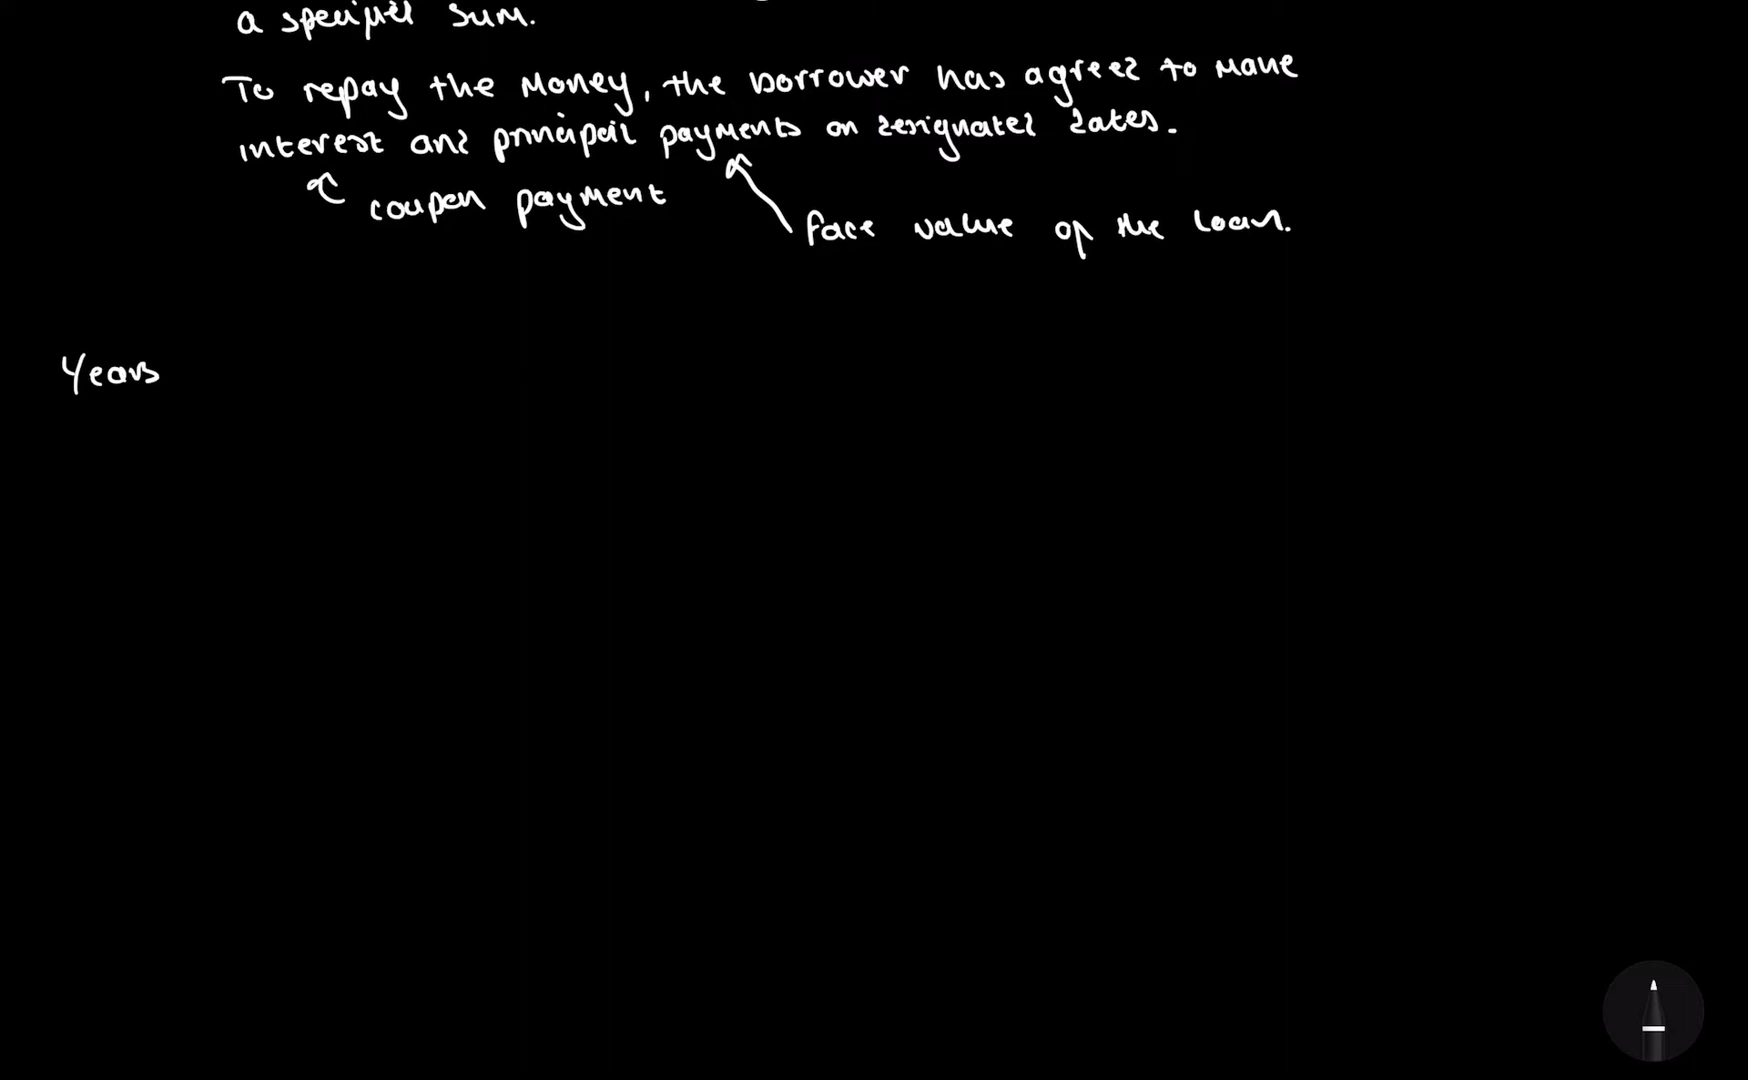 a specified sum.
To repay the money, the borrower has agreed to make
interest and principal payments on designated dates.
coupon payment
face value of the loan.
Years